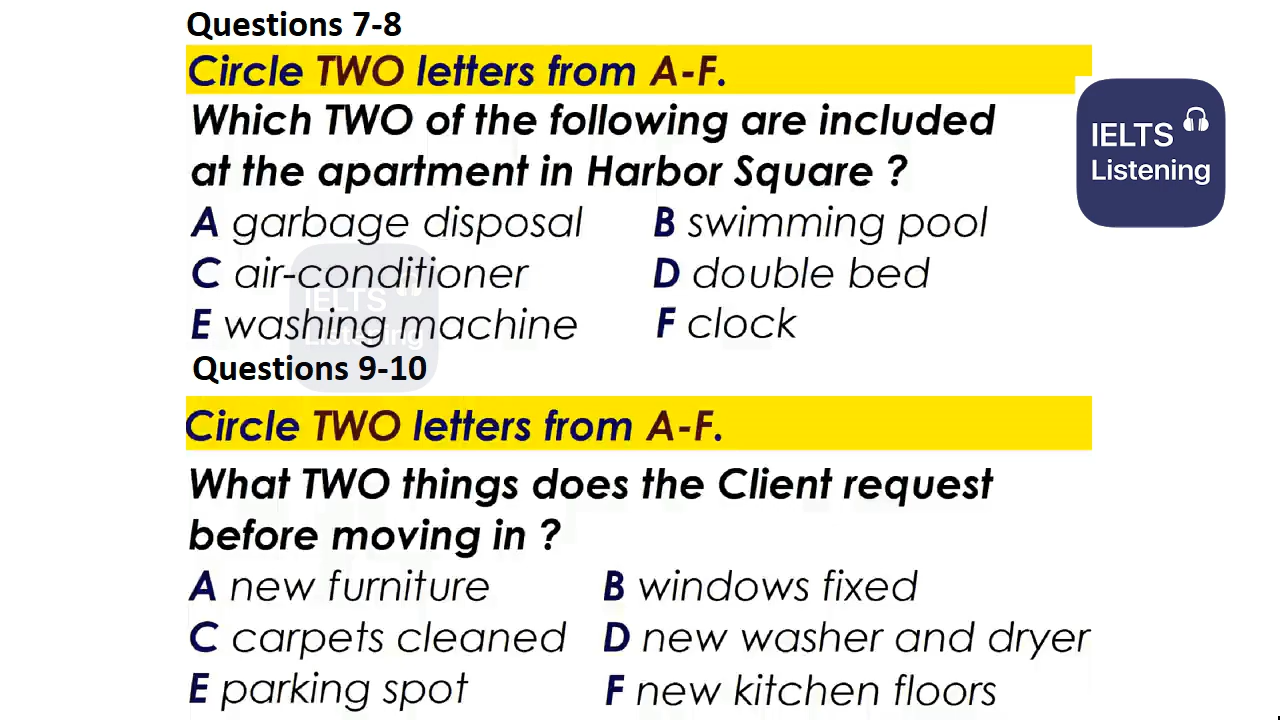 Questions 7-8
Circle TWO letters from A-F.
Which TWO of the following are included
at the apartment in Harbor Square ?
A garbage disposal B swimming pool
C air-conditioner D double bed
E washing machine F clock
IELTS
Listening
IELTS
Listening
Questions 9-10
Circle TWO letters from A-F.
What TWO things does the Client request
before moving in ?
A new furniture B windows fixed
C carpets cleaned D new washer and dryer
E parking spot F new kitchen floors